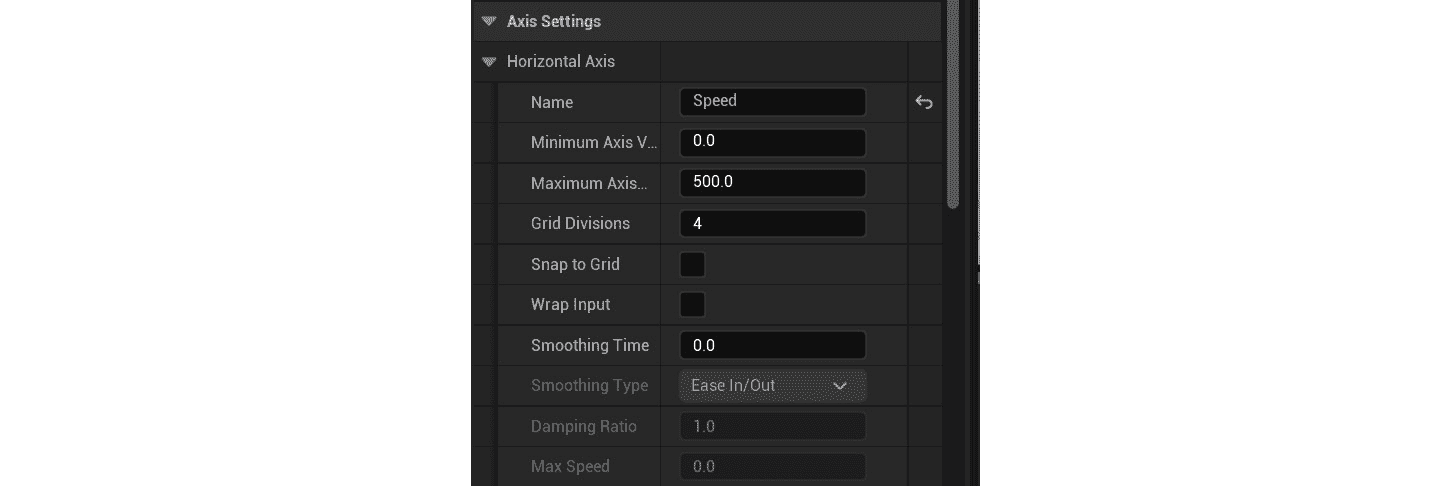 Axis Settings
Horizontal Axis
Name Speed
Minimum Axis V... 0.0
Maximum Axis... 500.0
Grid Divisions 4
Snap to Grid
Wrap Input
Smoothing Time 0.0
Smoothing Type Ease In/Out
Damping Ratio 1.0
Max Speed 0.0